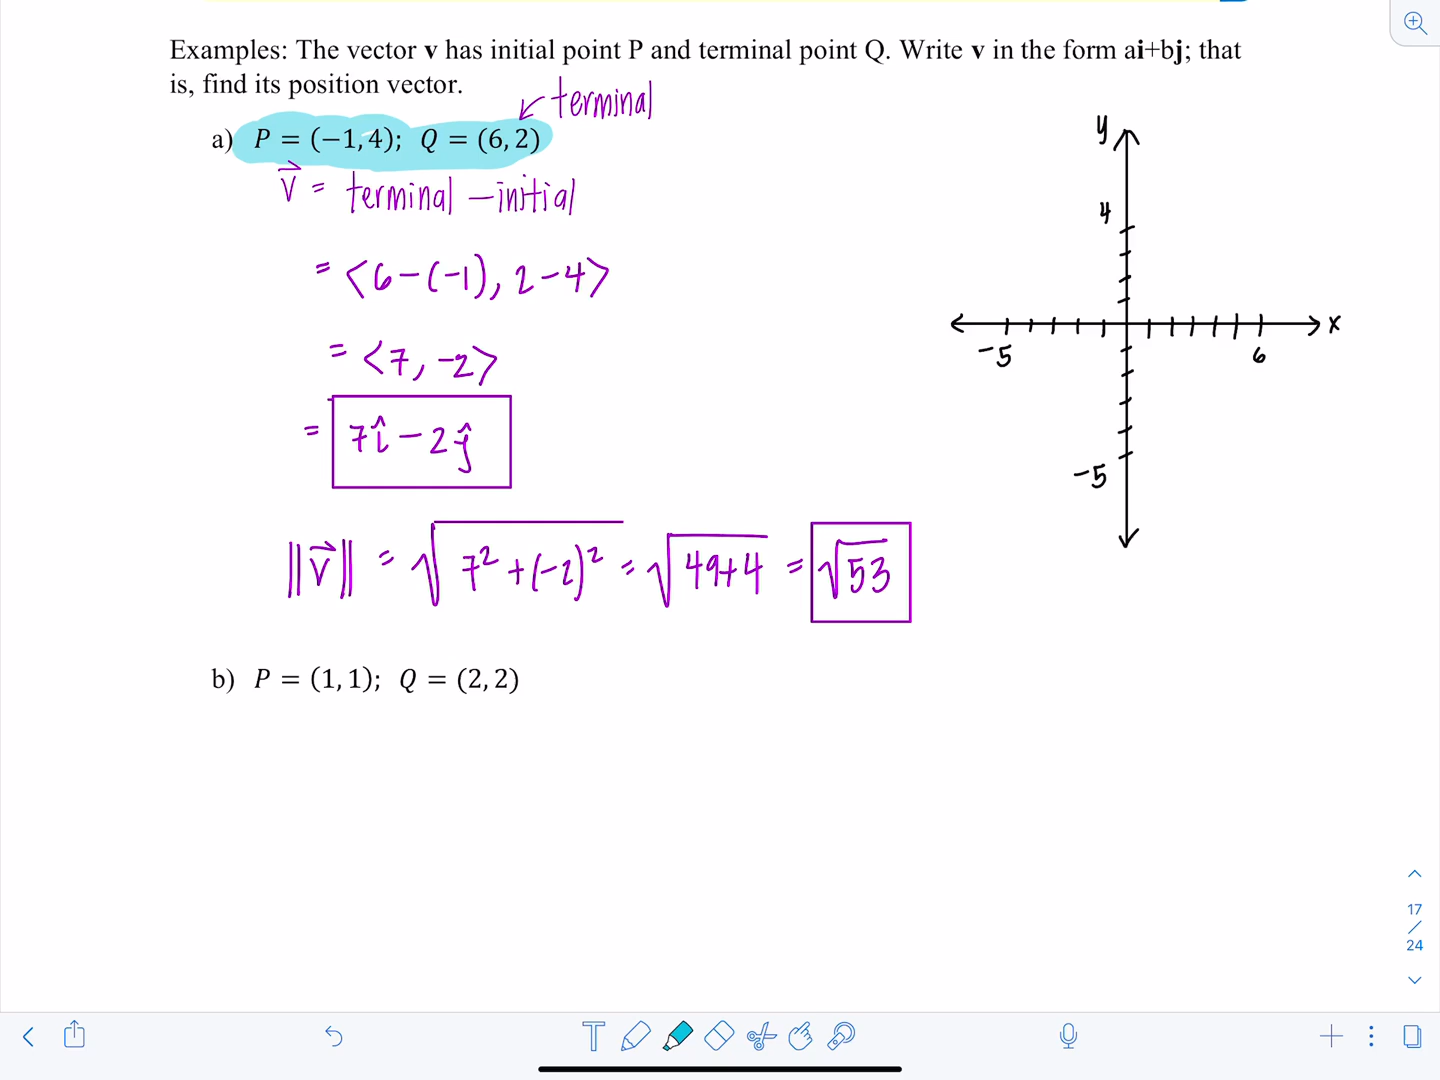 Examples: The vector v has initial point P and terminal point Q. Write v in the form ai+bj; that
is, find its position vector.
terminal
a) P = (−1, 4); Q = (6, 2)
v⃗ = terminal − initial
= ⟨6 − (−1), 2 − 4⟩
= ⟨7, −2⟩
= 7î − 2ĵ
‖v⃗‖ = √(7² + (−2)²) = √(49+4) = √53
b) P = (1, 1); Q = (2, 2)
y
4
x
−5
6
−5
17
/
24
T